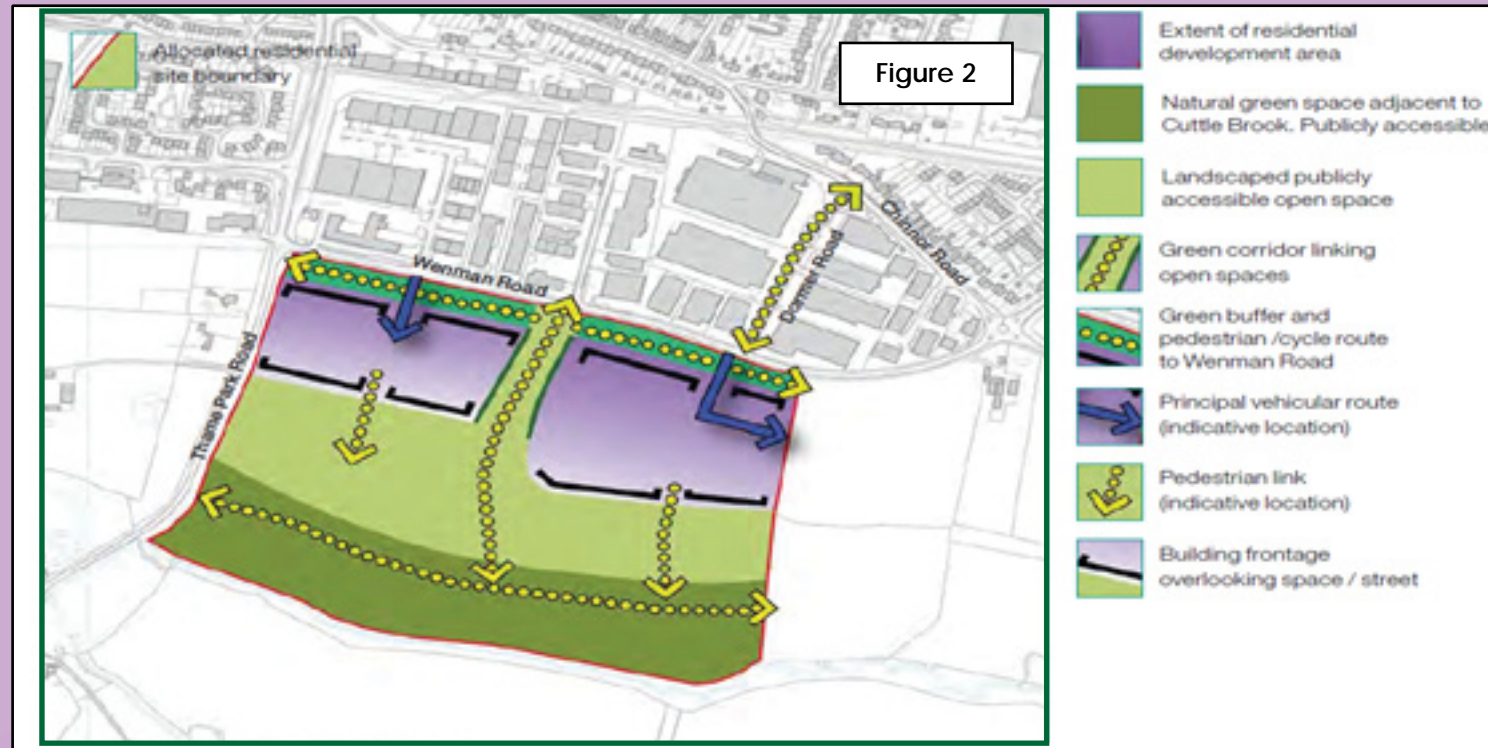 Allocated residential
site boundary
Figure 2
Wenman Road
Dormer Road
Chinnor Road
Thame Park Road
Extent of residential
development area
Natural green space adjacent to
Cuttle Brook. Publicly accessible
Landscaped publicly
accessible open space
Green corridor linking
open spaces
Green buffer and
pedestrian /cycle route
to Wenman Road
Principal vehicular route
(indicative location)
Pedestrian link
(indicative location)
Building frontage
overlooking space / street